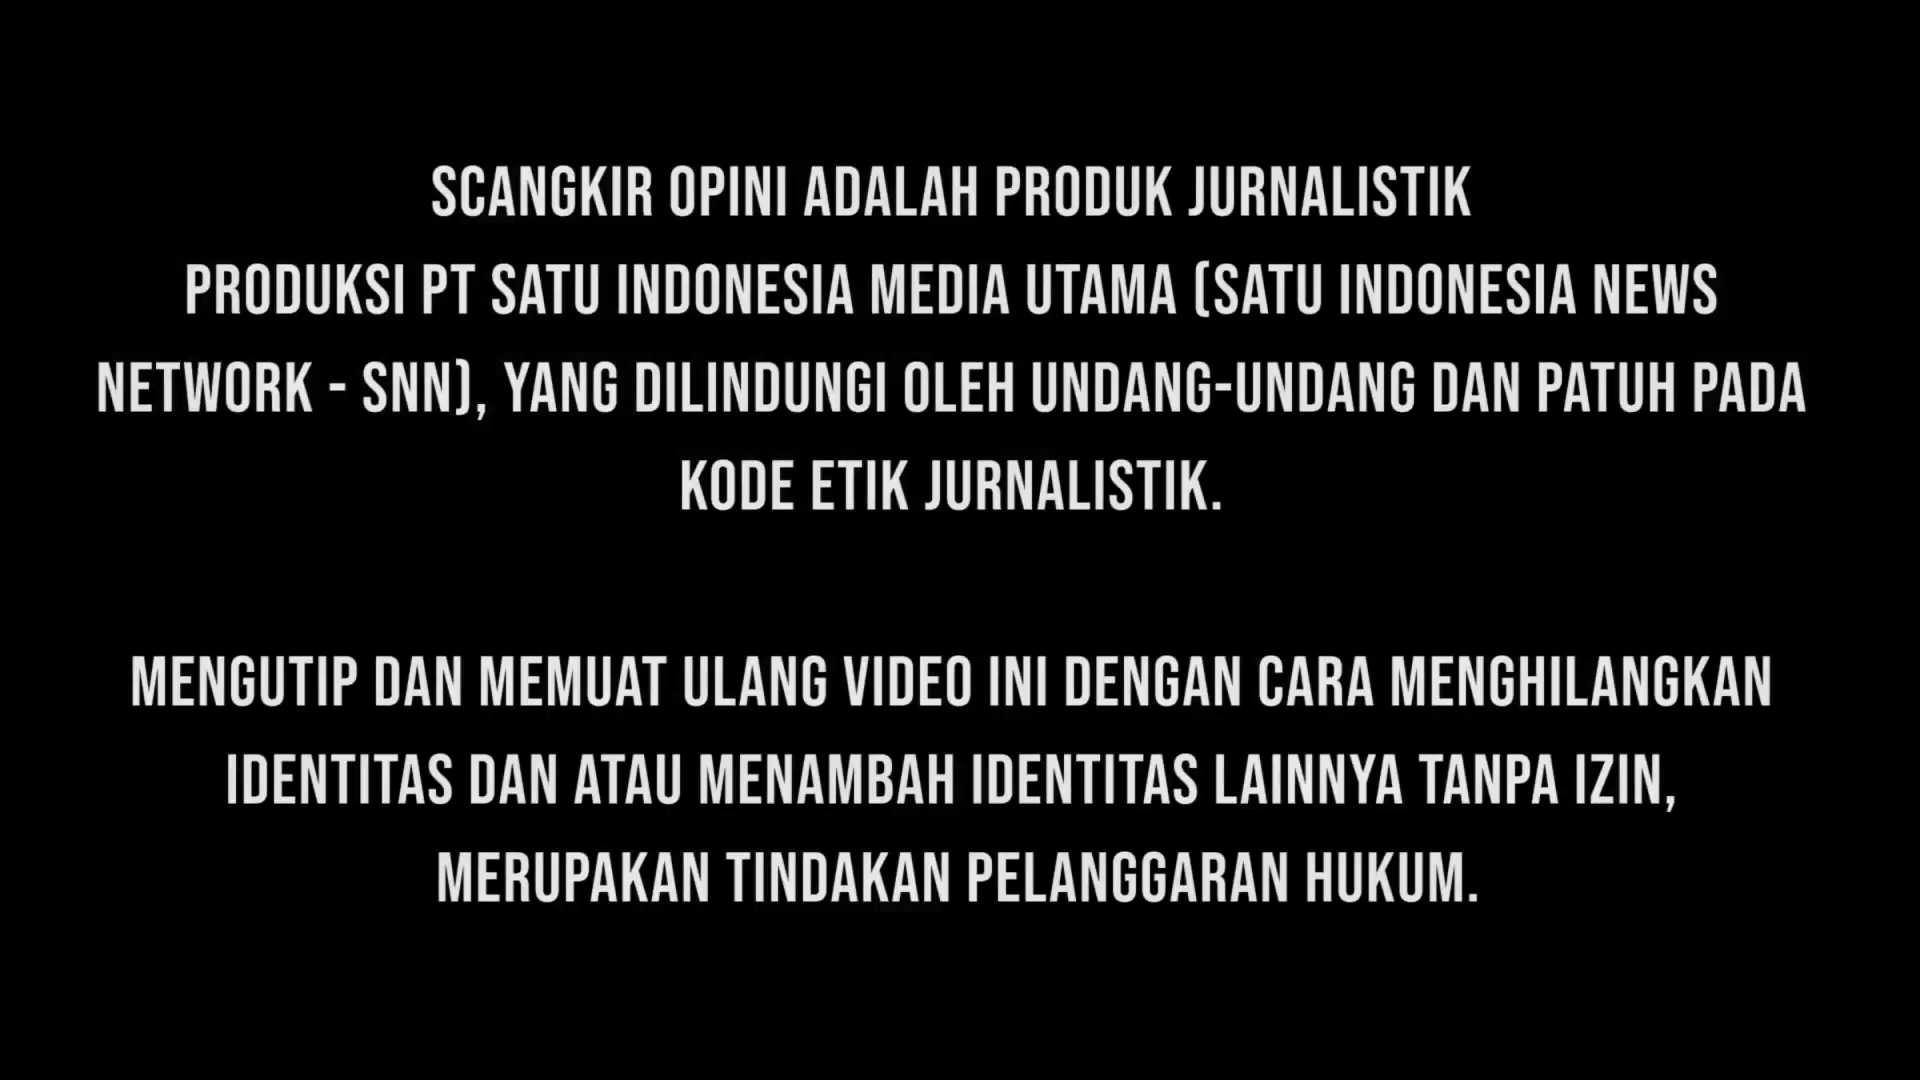 SCANGKIR OPINI ADALAH PRODUK JURNALISTIK
PRODUKSI PT SATU INDONESIA MEDIA UTAMA (SATU INDONESIA NEWS
NETWORK - SNN), YANG DILINDUNGI OLEH UNDANG-UNDANG DAN PATUH PADA
KODE ETIK JURNALISTIK.
MENGUTIP DAN MEMUAT ULANG VIDEO INI DENGAN CARA MENGHILANGKAN
IDENTITAS DAN ATAU MENAMBAH IDENTITAS LAINNYA TANPA IZIN,
MERUPAKAN TINDAKAN PELANGGARAN HUKUM.